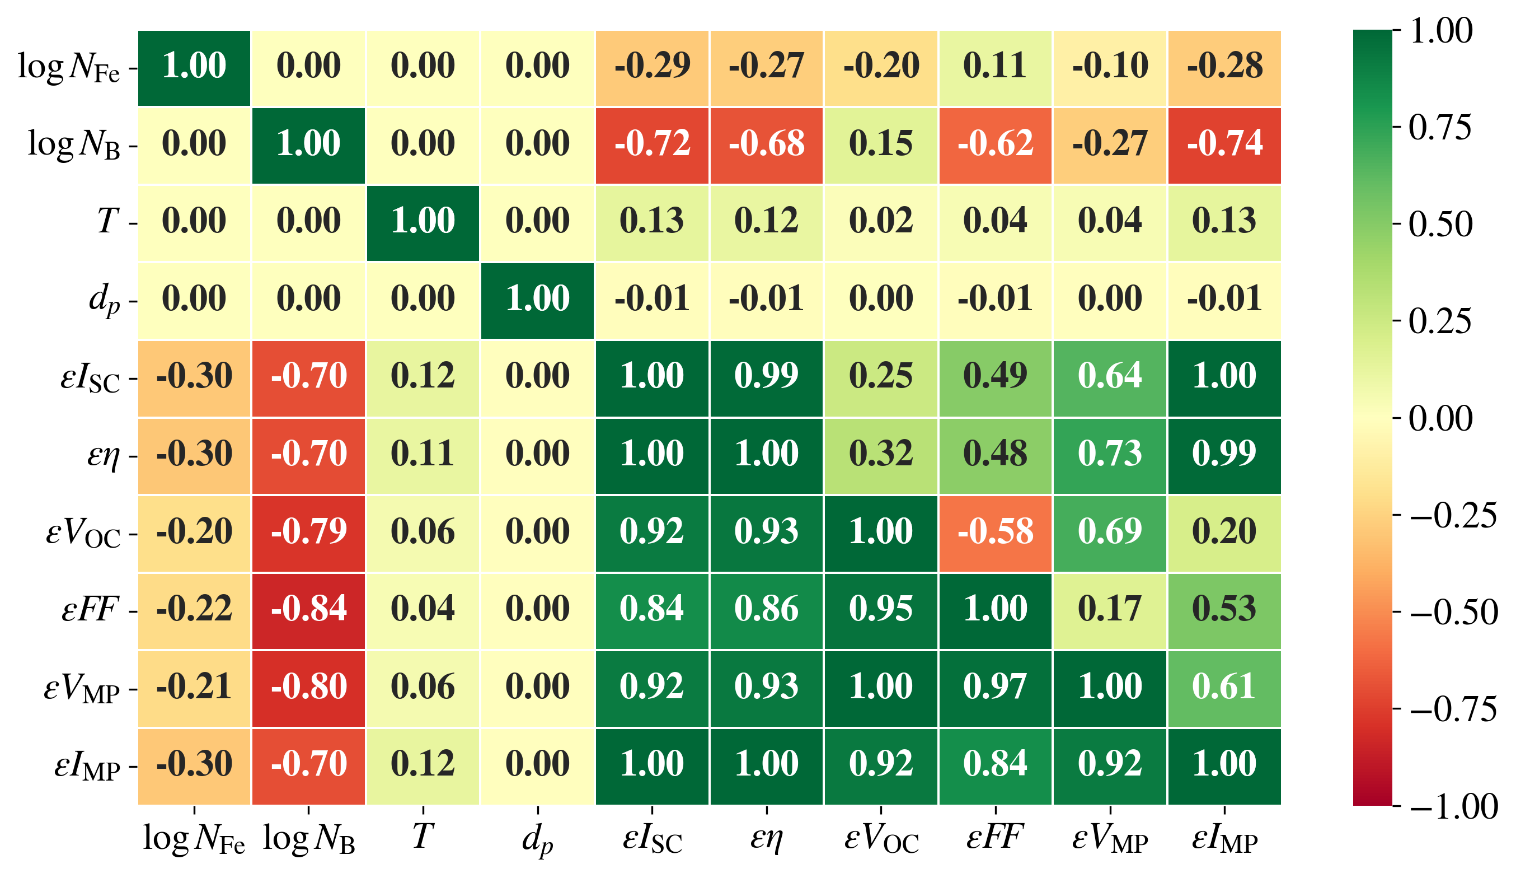 log N_Fe 1.00 0.00 0.00 0.00 -0.29 -0.27 -0.20 0.11 -0.10 -0.28
log N_B 0.00 1.00 0.00 0.00 -0.72 -0.68 0.15 -0.62 -0.27 -0.74
T 0.00 0.00 1.00 0.00 0.13 0.12 0.02 0.04 0.04 0.13
d_p 0.00 0.00 0.00 1.00 -0.01 -0.01 0.00 -0.01 0.00 -0.01
εI_SC -0.30 -0.70 0.12 0.00 1.00 0.99 0.25 0.49 0.64 1.00
εη -0.30 -0.70 0.11 0.00 1.00 1.00 0.32 0.48 0.73 0.99
εV_OC -0.20 -0.79 0.06 0.00 0.92 0.93 1.00 -0.58 0.69 0.20
εFF -0.22 -0.84 0.04 0.00 0.84 0.86 0.95 1.00 0.17 0.53
εV_MP -0.21 -0.80 0.06 0.00 0.92 0.93 1.00 0.97 1.00 0.61
εI_MP -0.30 -0.70 0.12 0.00 1.00 1.00 0.92 0.84 0.92 1.00
log N_Fe log N_B T d_p εI_SC εη εV_OC εFF εV_MP εI_MP
1.00
0.75
0.50
0.25
0.00
−0.25
−0.50
−0.75
−1.00